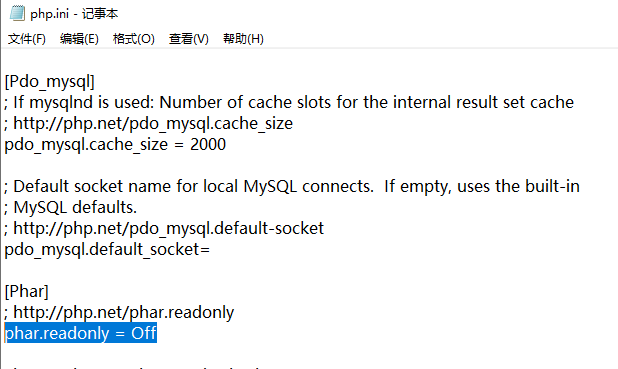 php.ini - 记事本
文件(F) 编辑(E) 格式(O) 查看(V) 帮助(H)
[Pdo_mysql]
; If mysqlnd is used: Number of cache slots for the internal result set cache
; http://php.net/pdo_mysql.cache_size
pdo_mysql.cache_size = 2000
; Default socket name for local MySQL connects.  If empty, uses the built-in
; MySQL defaults.
; http://php.net/pdo_mysql.default-socket
pdo_mysql.default_socket=
[Phar]
; http://php.net/phar.readonly
phar.readonly = Off